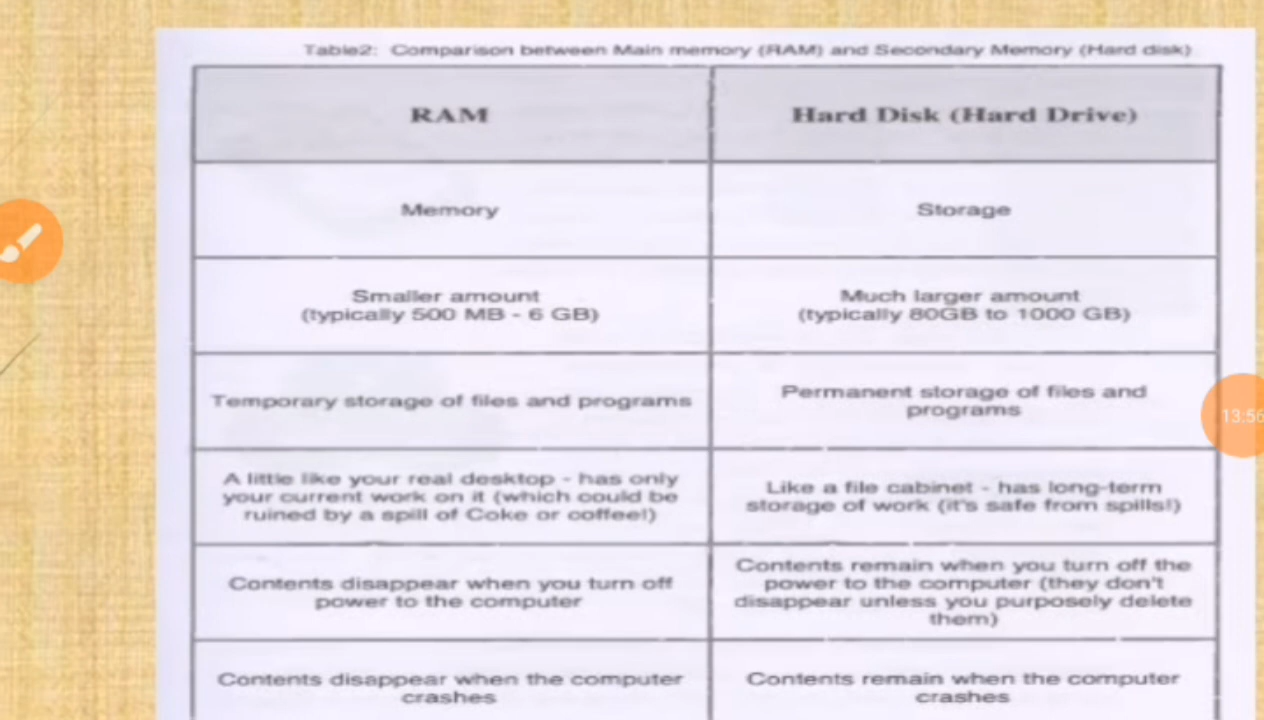 Table2: Comparison between Main memory (RAM) and Secondary Memory (Hard disk)
RAM
Hard Disk (Hard Drive)
Memory
Storage
Smaller amount
(typically 500 MB - 6 GB)
Much larger amount
(typically 80GB to 1000 GB)
Temporary storage of files and programs
Permanent storage of files and
programs
A little like your real desktop - has only
your current work on it (which could be
ruined by a spill of Coke or coffee!)
Like a file cabinet - has long-term
storage of work (it's safe from spills!)
Contents disappear when you turn off
power to the computer
Contents remain when you turn off the
power to the computer (they don't
disappear unless you purposely delete
them)
Contents disappear when the computer
crashes
Contents remain when the computer
crashes
13:56